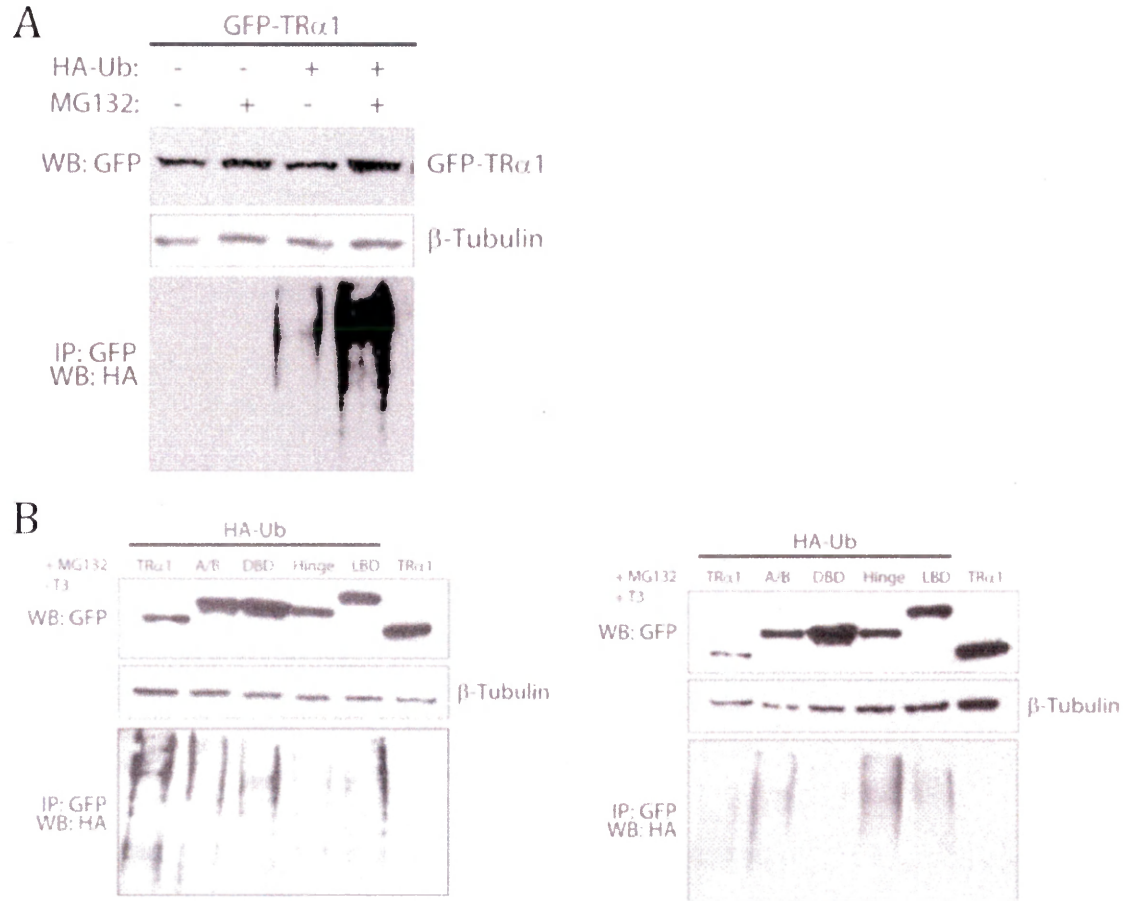 A
GFP-TRα1
HA-Ub: - - + +
MG132: - + - +
WB: GFP
GFP-TRα1
β-Tubulin
IP: GFP
WB: HA
B
HA-Ub
+ MG132
- T3
TRα1 A/B DBD Hinge LBD TRα1
WB: GFP
β-Tubulin
IP: GFP
WB: HA
HA-Ub
+ MG132
+ T3
TRα1 A/B DBD Hinge LBD TRα1
WB: GFP
β-Tubulin
IP: GFP
WB: HA